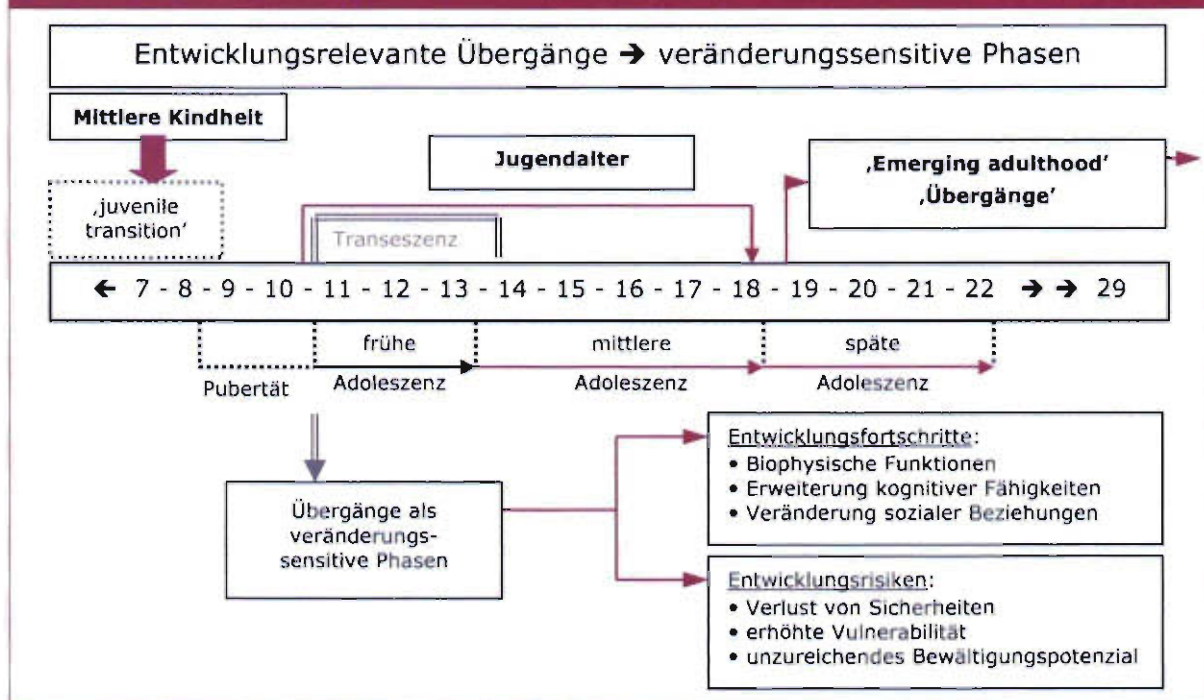 Entwicklungsrelevante Übergänge → veränderungssensitive Phasen
Mittlere Kindheit
Jugendalter
‚Emerging adulthood’
‚Übergänge’
‚juvenile
transition’
Transeszenz
← 7 - 8 - 9 - 10 - 11 - 12 - 13 - 14 - 15 - 16 - 17 - 18 - 19 - 20 - 21 - 22 → → 29
Pubertät
frühe
Adoleszenz
mittlere
Adoleszenz
späte
Adoleszenz
Übergänge als
veränderungs-
sensitive Phasen
Entwicklungsfortschritte:
• Biophysische Funktionen
• Erweiterung kognitiver Fähigkeiten
• Veränderung sozialer Beziehungen
Entwicklungsrisiken:
• Verlust von Sicherheiten
• erhöhte Vulnerabilität
• unzureichendes Bewältigungspotenzial